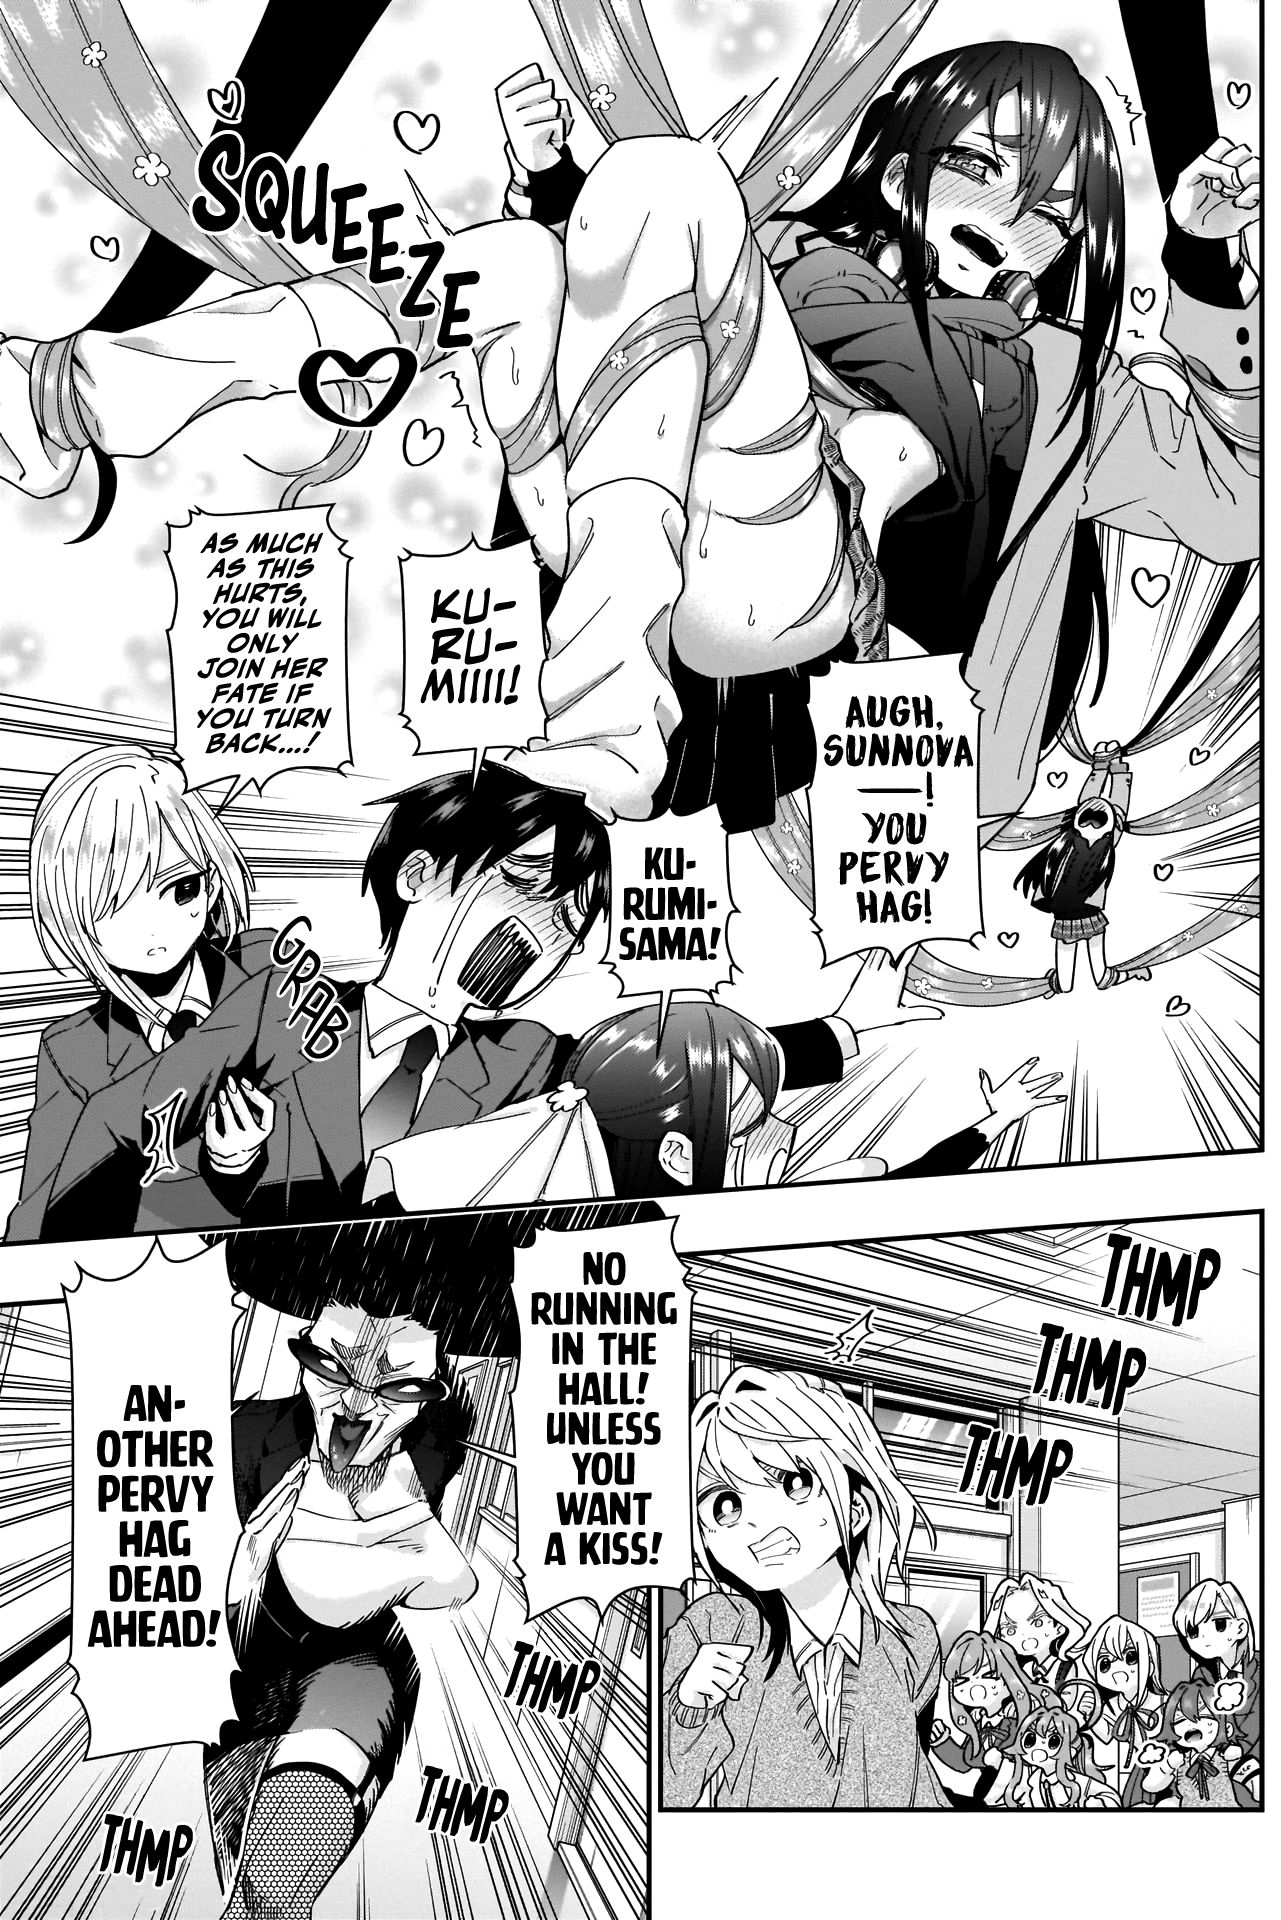 SQUEEZE
AUGH,
SUNNOVA
—!
YOU
PERVY
HAG!
KU-
RU-
MIIII!
AS MUCH
AS THIS
HURTS,
YOU WILL
ONLY
JOIN HER
FATE IF
YOU TURN
BACK...!
KU-
RUMI-
SAMA!
GRAB
THMP
THMP
THMP
NO
RUNNING
IN THE
HALL!
UNLESS
YOU
WANT
A KISS!
AN-
OTHER
PERVY
HAG
DEAD
AHEAD!
THMP
THMP
THMP